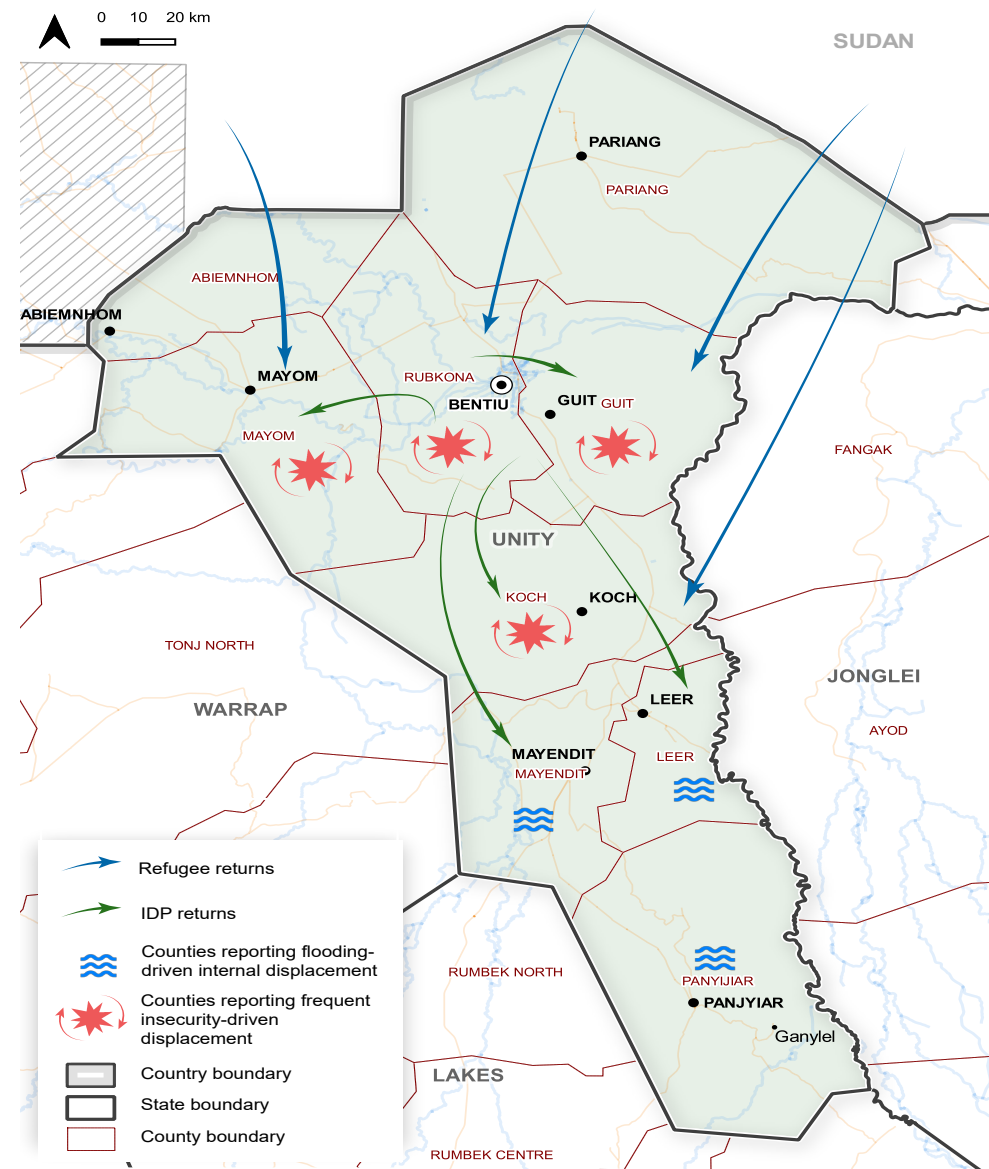 0 10 20 km
SUDAN
PARIANG
PARIANG
ABIEMNHOM
ABIEMNHOM
MAYOM
RUBKONA
BENTIU
GUIT GUIT
MAYOM
FANGAK
UNITY
KOCH
KOCH
TONJ NORTH
JONGLEI
WARRAP
LEER
AYOD
MAYENDIT
LEER
MAYENDIT
Refugee returns
IDP returns
Counties reporting flooding-
driven internal displacement
Counties reporting frequent
insecurity-driven
displacement
Country boundary
State boundary
County boundary
RUMBEK NORTH
PANYIJIAR
PANJYIAR
Ganylel
LAKES
RUMBEK CENTRE